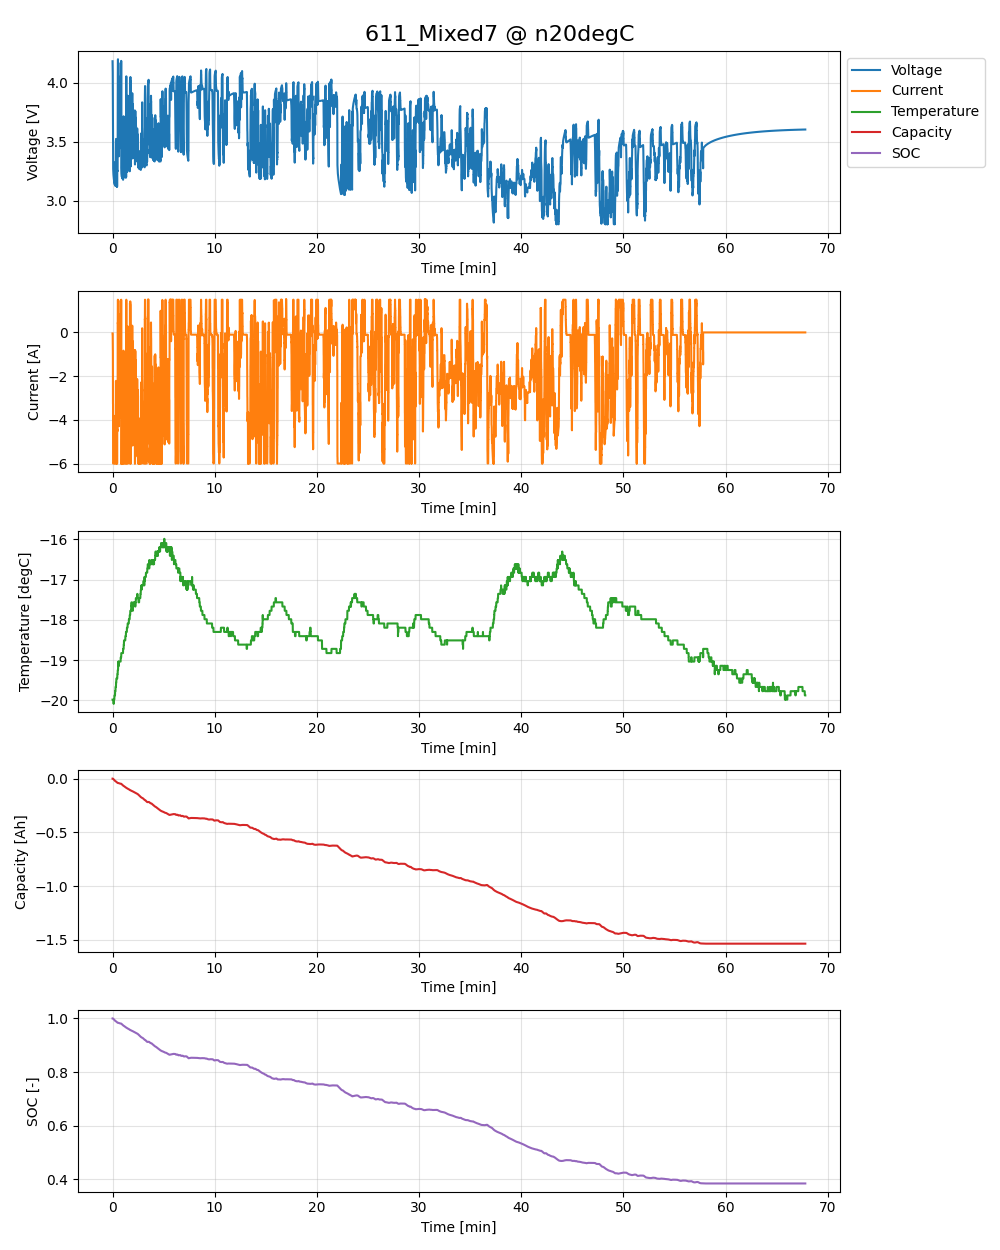 611_Mixed7 @ n20degC
Voltage [V]
4.0
3.5
3.0
0 10 20 30 40 50 60 70
Time [min]
Voltage
Current
Temperature
Capacity
SOC
Current [A]
0
−2
−4
−6
0 10 20 30 40 50 60 70
Time [min]
Temperature [degC]
−16
−17
−18
−19
−20
0 10 20 30 40 50 60 70
Time [min]
Capacity [Ah]
0.0
−0.5
−1.0
−1.5
0 10 20 30 40 50 60 70
Time [min]
SOC [-]
1.0
0.8
0.6
0.4
0 10 20 30 40 50 60 70
Time [min]